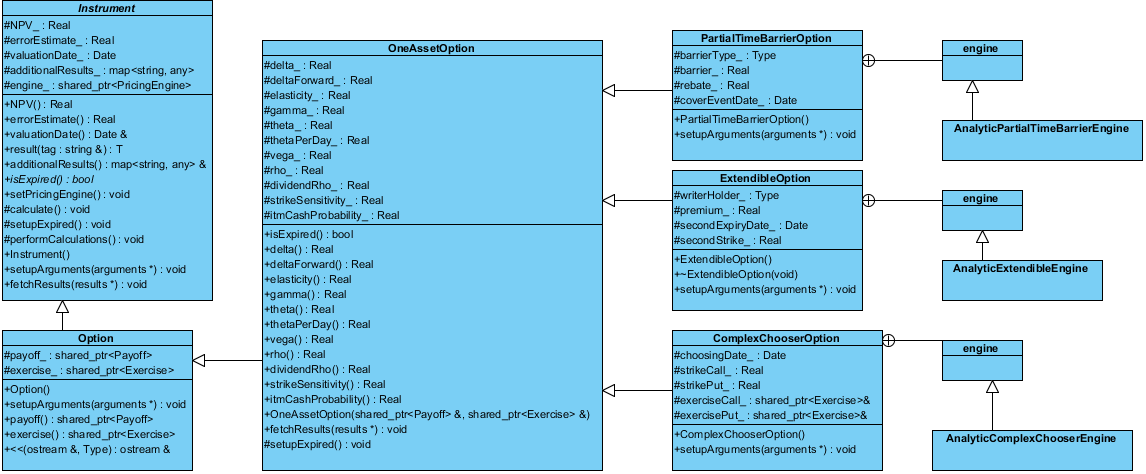 Instrument
#NPV_ : Real
#errorEstimate_ : Real
#valuationDate_ : Date
#additionalResults_ : map<string, any>
#engine_ : shared_ptr<PricingEngine>
+NPV() : Real
+errorEstimate() : Real
+valuationDate() : Date &
+result(tag : string &) : T
+additionalResults() : map<string, any> &
+isExpired() : bool
+setPricingEngine() : void
#calculate() : void
#setupExpired() : void
#performCalculations() : void
+Instrument()
+setupArguments(arguments *) : void
+fetchResults(results *) : void
Option
#payoff_ : shared_ptr<Payoff>
#exercise_ : shared_ptr<Exercise>
+Option()
+setupArguments(arguments *) : void
+payoff() : shared_ptr<Payoff>
+exercise() : shared_ptr<Exercise>
+<<(ostream &, Type) : ostream &
OneAssetOption
#delta_ : Real
#deltaForward_ : Real
#elasticity_ : Real
#gamma_ : Real
#theta_ : Real
#thetaPerDay_ : Real
#vega_ : Real
#rho_ : Real
#dividendRho_ : Real
#strikeSensitivity_ : Real
#itmCashProbability_ : Real
+isExpired() : bool
+delta() : Real
+deltaForward() : Real
+elasticity() : Real
+gamma() : Real
+theta() : Real
+thetaPerDay() : Real
+vega() : Real
+rho() : Real
+dividendRho() : Real
+strikeSensitivity() : Real
+itmCashProbability() : Real
+OneAssetOption(shared_ptr<Payoff> &, shared_ptr<Exercise> &)
+fetchResults(results *) : void
#setupExpired() : void
PartialTimeBarrierOption
#barrierType_ : Type
#barrier_ : Real
#rebate_ : Real
#coverEventDate_ : Date
+PartialTimeBarrierOption()
+setupArguments(arguments *) : void
engine
AnalyticPartialTimeBarrierEngine
ExtendibleOption
#writerHolder_ : Type
#premium_ : Real
#secondExpiryDate_ : Date
#secondStrike_ : Real
+ExtendibleOption()
+~ExtendibleOption(void)
+setupArguments(arguments *) : void
engine
AnalyticExtendibleEngine
ComplexChooserOption
#choosingDate_ : Date
#strikeCall_ : Real
#strikePut_ : Real
#exerciseCall_ : shared_ptr<Exercise>&
#exercisePut_ : shared_ptr<Exercise>&
+ComplexChooserOption()
+setupArguments(arguments *) : void
engine
AnalyticComplexChooserEngine